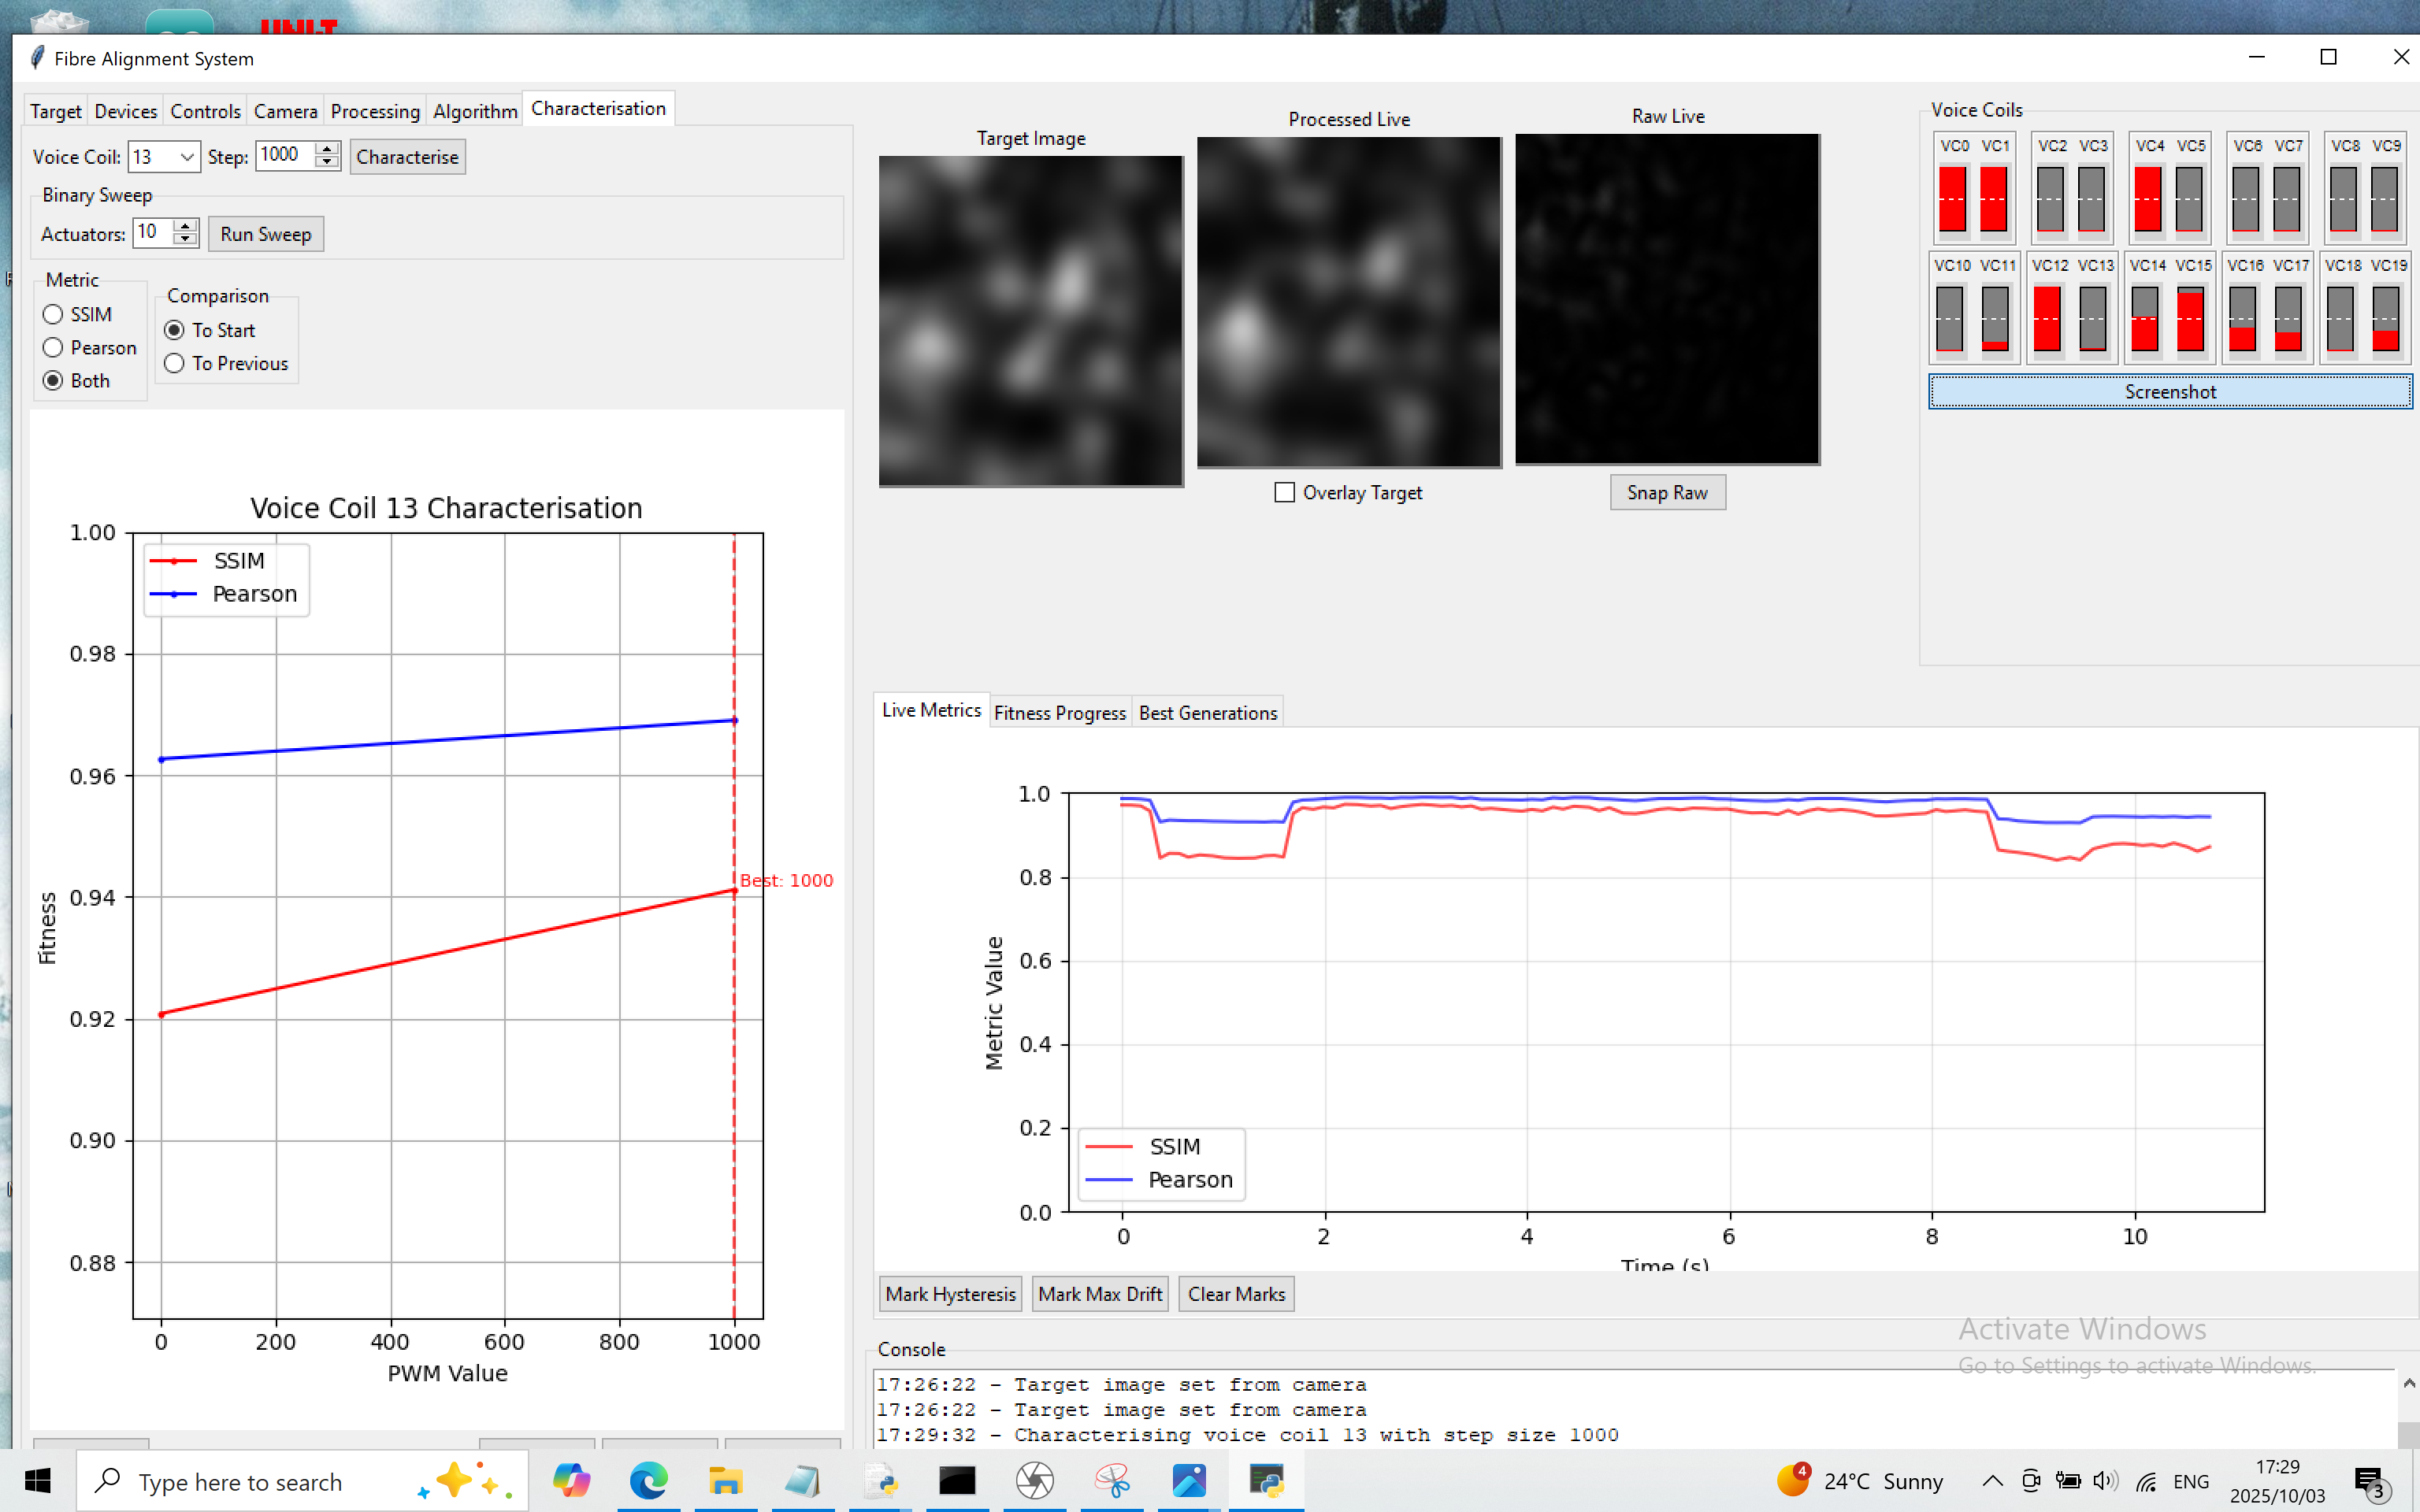 UNI-T
Fibre Alignment System
Target Devices Controls Camera Processing Algorithm Characterisation
Voice Coil: 13 Step: 1000 Characterise
Binary Sweep
Actuators: 10 Run Sweep
Metric
SSIM
Pearson
Both
Comparison
To Start
To Previous
Voice Coil 13 Characterisation
SSIM
Pearson
1.00
0.98
0.96
0.94
0.92
0.90
0.88
Fitness
Best: 1000
0 200 400 600 800 1000
PWM Value
Target Image
Processed Live
Raw Live
Overlay Target
Snap Raw
Voice Coils
VC0 VC1 VC2 VC3 VC4 VC5 VC6 VC7 VC8 VC9
VC10 VC11 VC12 VC13 VC14 VC15 VC16 VC17 VC18 VC19
Screenshot
Live Metrics Fitness Progress Best Generations
1.0
0.8
0.6
0.4
0.2
0.0
Metric Value
SSIM
Pearson
0 2 4 6 8 10
Time (s)
Mark Hysteresis Mark Max Drift Clear Marks
Activate Windows
Go to Settings to activate Windows.
Console
17:26:22 - Target image set from camera
17:26:22 - Target image set from camera
17:29:32 - Characterising voice coil 13 with step size 1000
Type here to search
4
24°C Sunny
ENG
17:29
2025/10/03
3